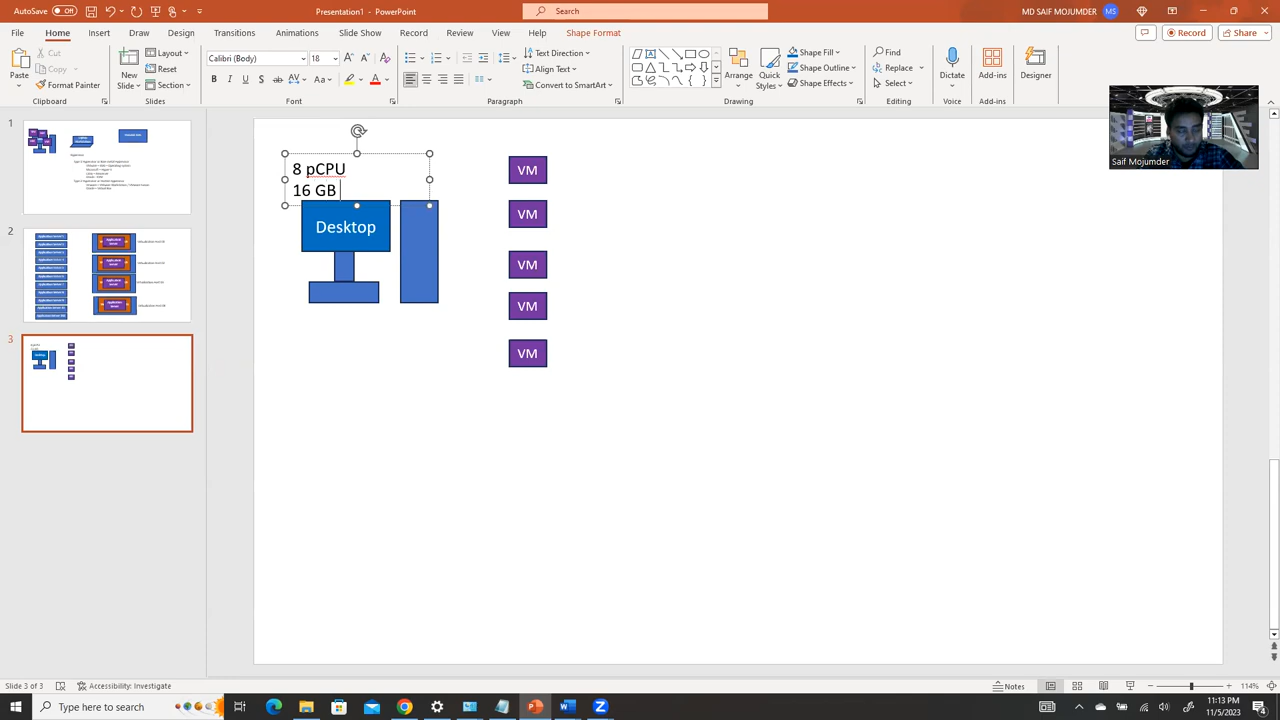 Presentation1 - PowerPoint
Search
MD SAIF MOJUMDER
MS
File
Home
Insert
Draw
Design
Transitions
Animations
Slide Show
Record
Review
View
Help
Shape Format
Record
Share
Paste
Cut
Copy
Format Painter
Clipboard
New
Slide
Layout
Reset
Section
Slides
Calibri (Body)
18
Font
Text Direction
Align Text
Convert to SmartArt
Paragraph
Arrange
Quick
Styles
Shape Fill
Shape Outline
Shape Effects
Drawing
Find
Replace
Select
Editing
Dictate
Voice
Add-ins
Add-ins
Designer
Saif Mojumder
1
2
3
8 pCPU
16 GB
Desktop
VM
VM
VM
VM
VM
Slide 3 of 3
Accessibility: Investigate
Notes
114%
Type here to search
11:13 PM
11/5/2023